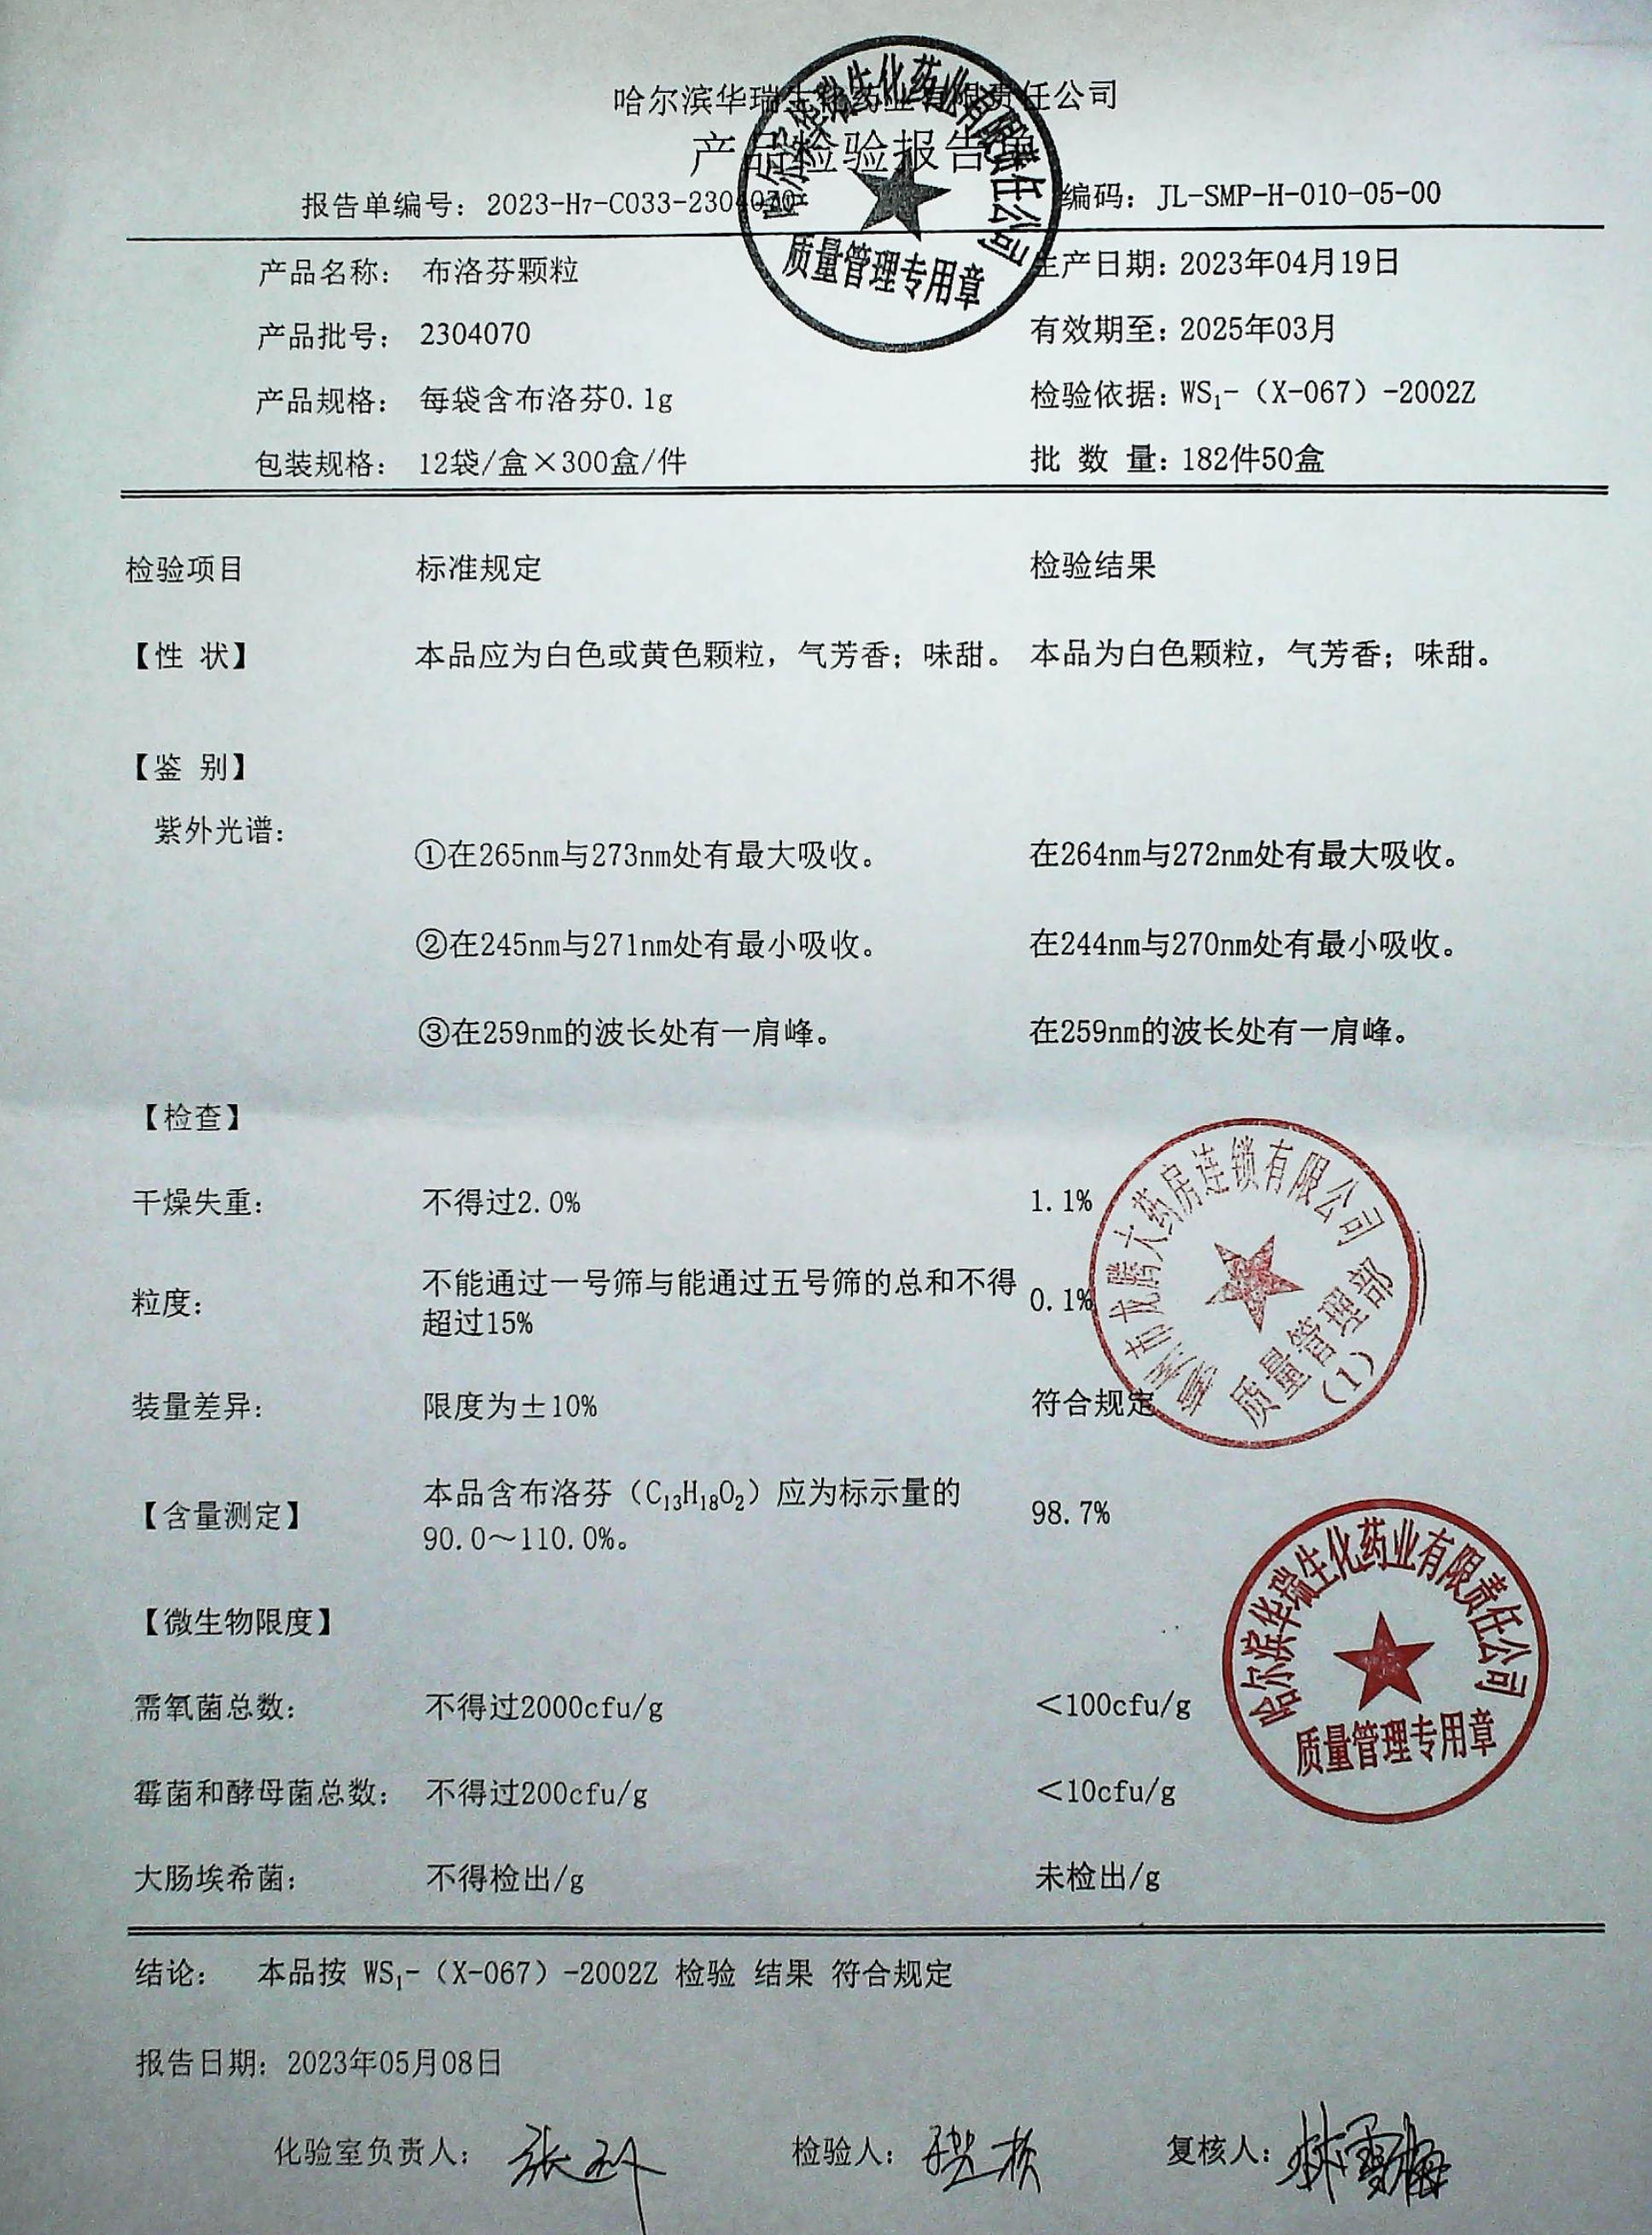 哈尔滨华瑞生化药业有限责任公司
产品检验报告单
报告单编号: 2023-H7-C033-2304070
编码: JL-SMP-H-010-05-00
哈尔滨华瑞生化药业有限责任公司
质量管理专用章
产品名称: 布洛芬颗粒
生产日期: 2023年04月19日
产品批号: 2304070
有效期至: 2025年03月
产品规格: 每袋含布洛芬0.1g
检验依据: WS₁-（X-067）-2002Z
包装规格: 12袋/盒×300盒/件
批 数 量: 182件50盒
检验项目 标准规定 检验结果
【性 状】 本品应为白色或黄色颗粒，气芳香；味甜。 本品为白色颗粒，气芳香；味甜。
【鉴 别】
紫外光谱:
①在265nm与273nm处有最大吸收。 在264nm与272nm处有最大吸收。
②在245nm与271nm处有最小吸收。 在244nm与270nm处有最小吸收。
③在259nm的波长处有一肩峰。 在259nm的波长处有一肩峰。
【检查】
干燥失重: 不得过2.0% 1.1%
粒度: 不能通过一号筛与能通过五号筛的总和不得
超过15% 0.1%
装量差异: 限度为±10% 符合规定
市龙腾大药房连锁有限公司
质量管理部
(1)
【含量测定】 本品含布洛芬（C₁₃H₁₈O₂）应为标示量的
90.0～110.0%。 98.7%
【微生物限度】
需氧菌总数: 不得过2000cfu/g <100cfu/g
霉菌和酵母菌总数: 不得过200cfu/g <10cfu/g
大肠埃希菌: 不得检出/g 未检出/g
哈尔滨华瑞生化药业有限责任公司
质量管理专用章
结论: 本品按 WS₁-（X-067）-2002Z 检验 结果 符合规定
报告日期: 2023年05月08日
化验室负责人: 检验人: 复核人: